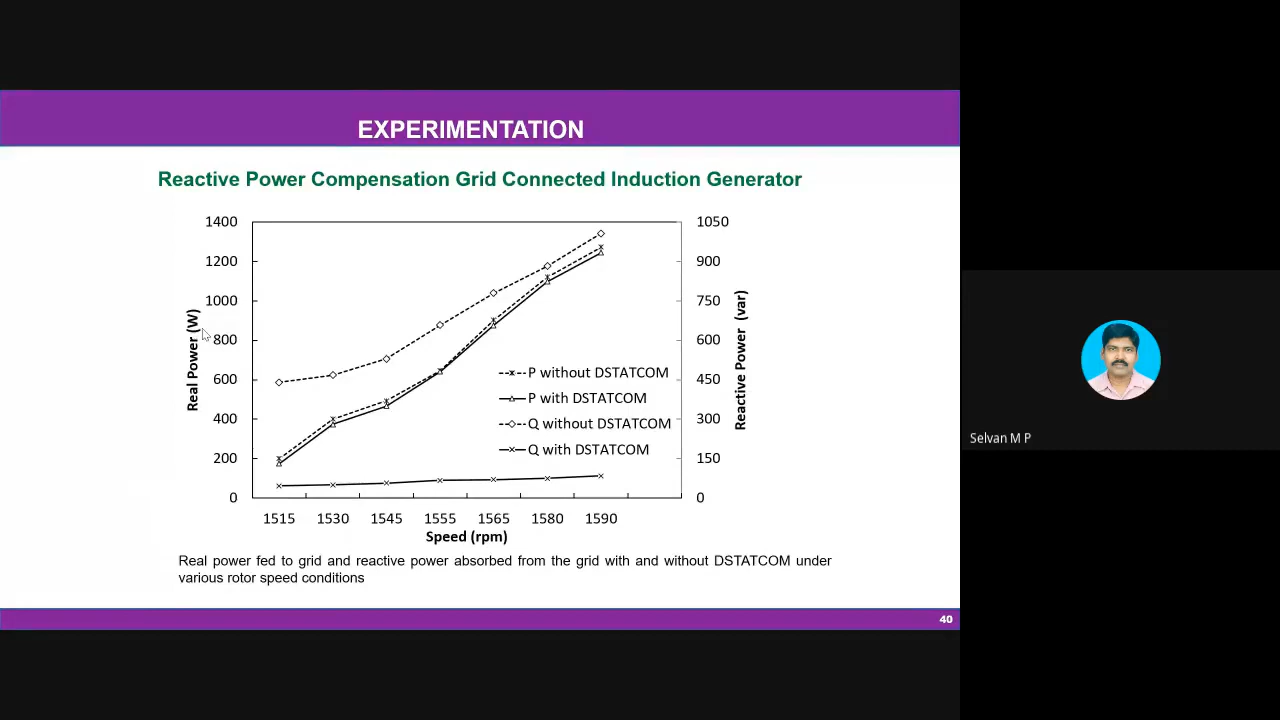 EXPERIMENTATION
Reactive Power Compensation Grid Connected Induction Generator
1400
1200
1000
800
600
400
200
0
Real Power (W)
1050
900
750
600
450
300
150
0
Reactive Power (var)
P without DSTATCOM
P with DSTATCOM
Q without DSTATCOM
Q with DSTATCOM
1515 1530 1545 1555 1565 1580 1590
Speed (rpm)
Real power fed to grid and reactive power absorbed from the grid with and without DSTATCOM under
various rotor speed conditions
40
Selvan M P